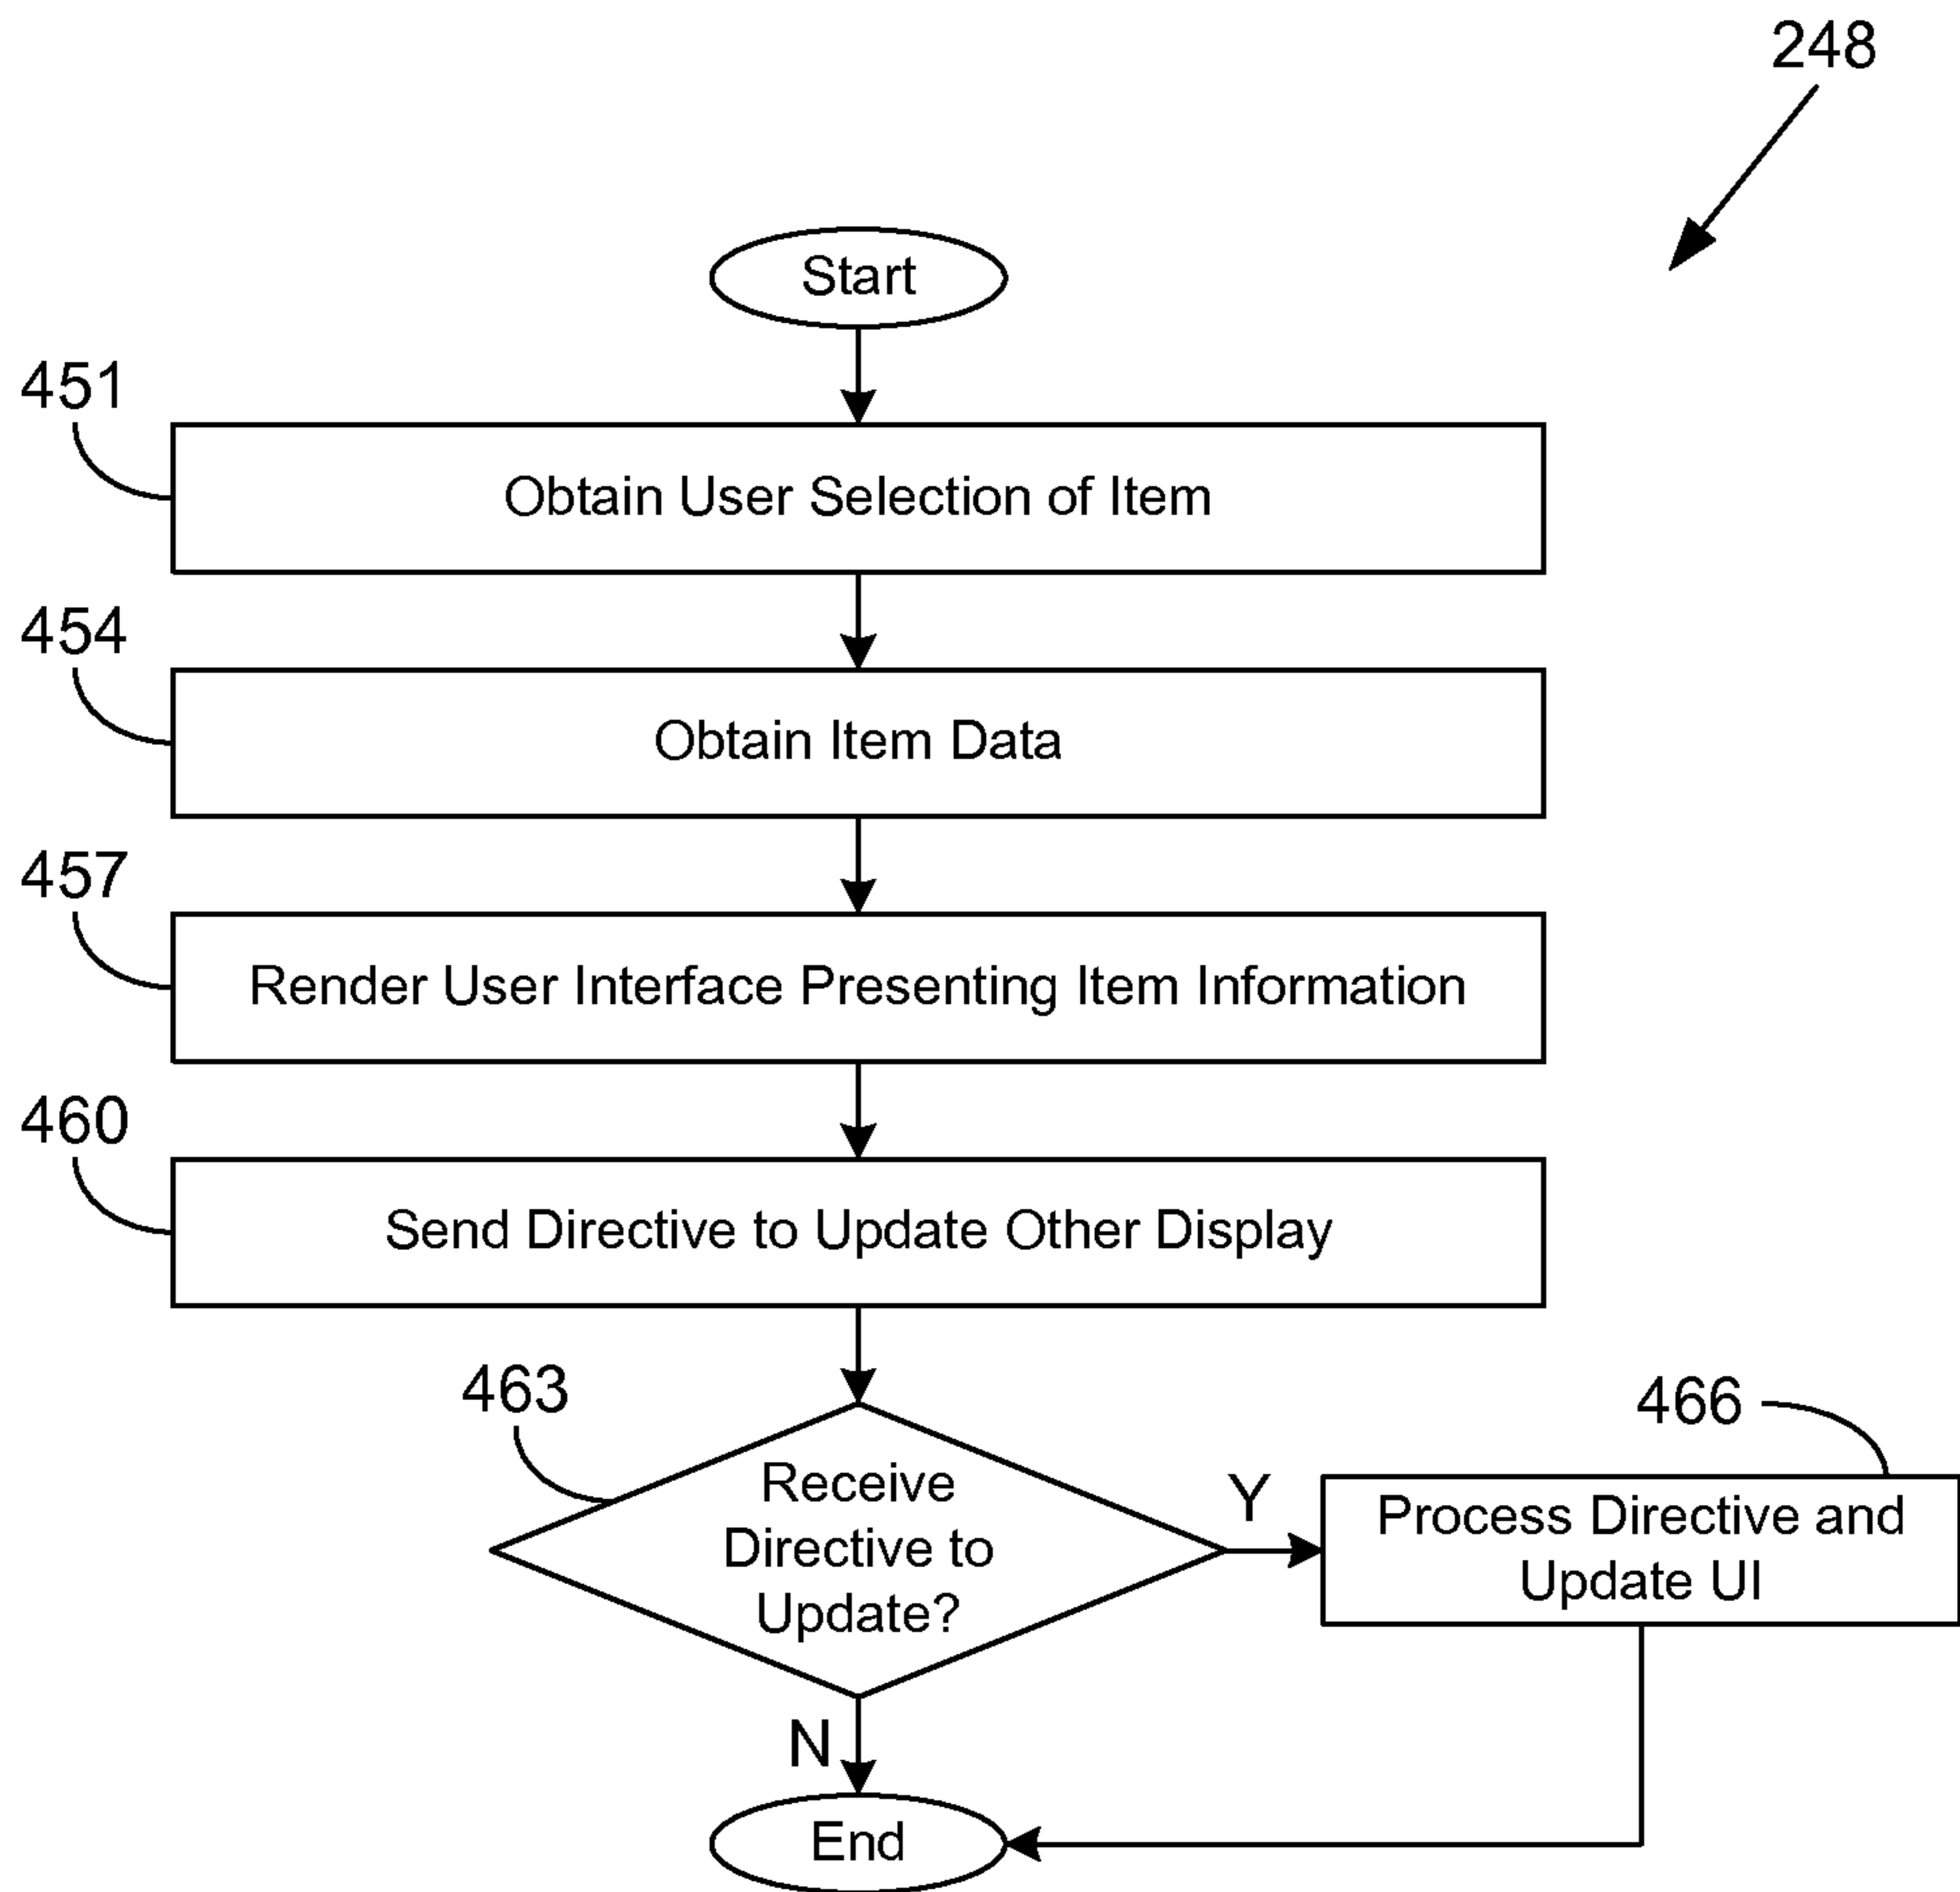 248
Start
451
Obtain User Selection of Item
454
Obtain Item Data
457
Render User Interface Presenting Item Information
460
Send Directive to Update Other Display
463
Receive
Directive to
Update?
Y
466
Process Directive and
Update UI
N
End